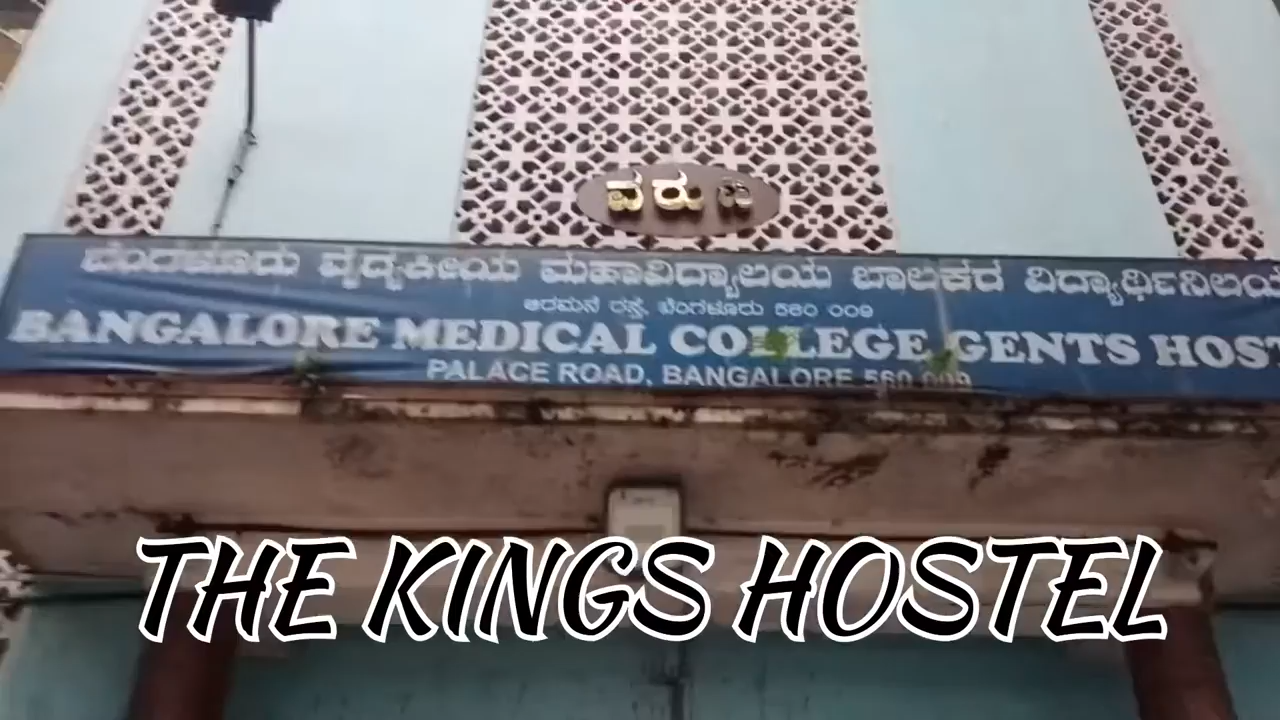 ಬೆಂಗಳೂರು ವೈದ್ಯಕೀಯ ಮಹಾವಿದ್ಯಾಲಯ ಬಾಲಕರ ವಿದ್ಯಾರ್ಥಿನಿಲಯ
ಅರಮನೆ ರಸ್ತೆ, ಬೆಂಗಳೂರು ೫೬೦ ೦೦೯
BANGALORE MEDICAL COLLEGE GENTS HOST
PALACE ROAD, BANGALORE 560 009
THE KINGS HOSTEL